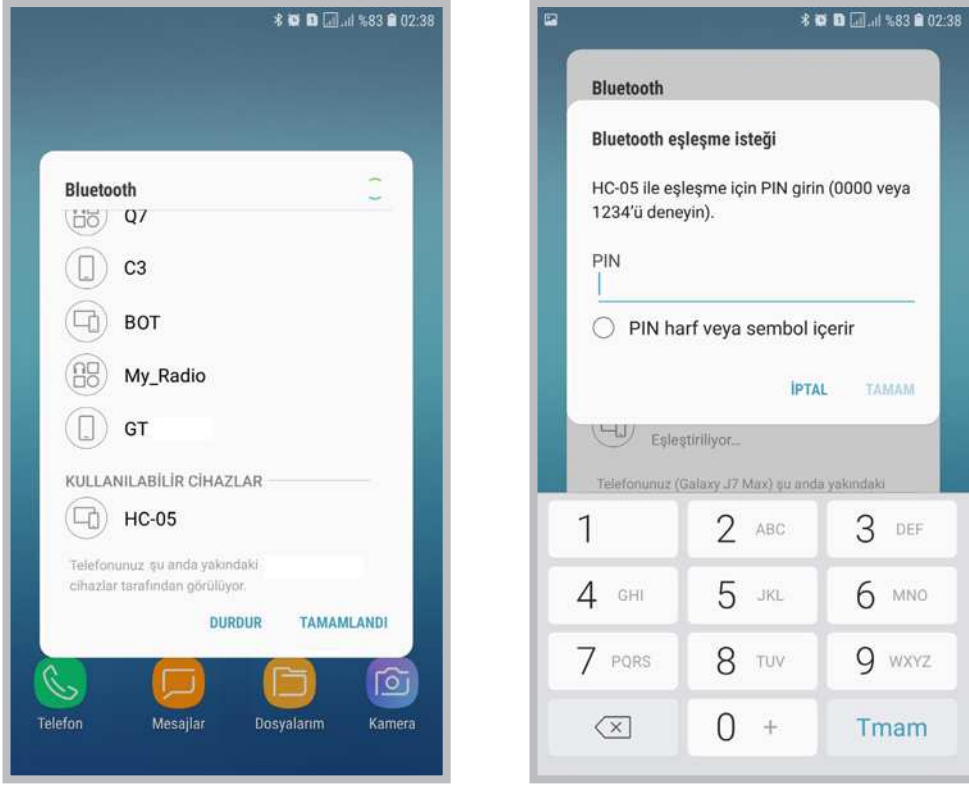 %83 02:38
Bluetooth
Q7
C3
BOT
My_Radio
GT
KULLANILABİLİR CİHAZLAR
HC-05
Telefonunuz şu anda yakındaki
cihazlar tarafından görülüyor.
DURDUR TAMAMLANDI
Telefon Mesajlar Dosyalarım Kamera
%83 02:38
Bluetooth
Bluetooth eşleşme isteği
HC-05 ile eşleşme için PIN girin (0000 veya
1234'ü deneyin).
PIN
PIN harf veya sembol içerir
İPTAL TAMAM
Eşleştiriliyor...
Telefonunuz (Galaxy J7 Max) şu anda yakındaki
1 2 ABC 3 DEF
4 GHI 5 JKL 6 MNO
7 PQRS 8 TUV 9 WXYZ
0 + Tmam